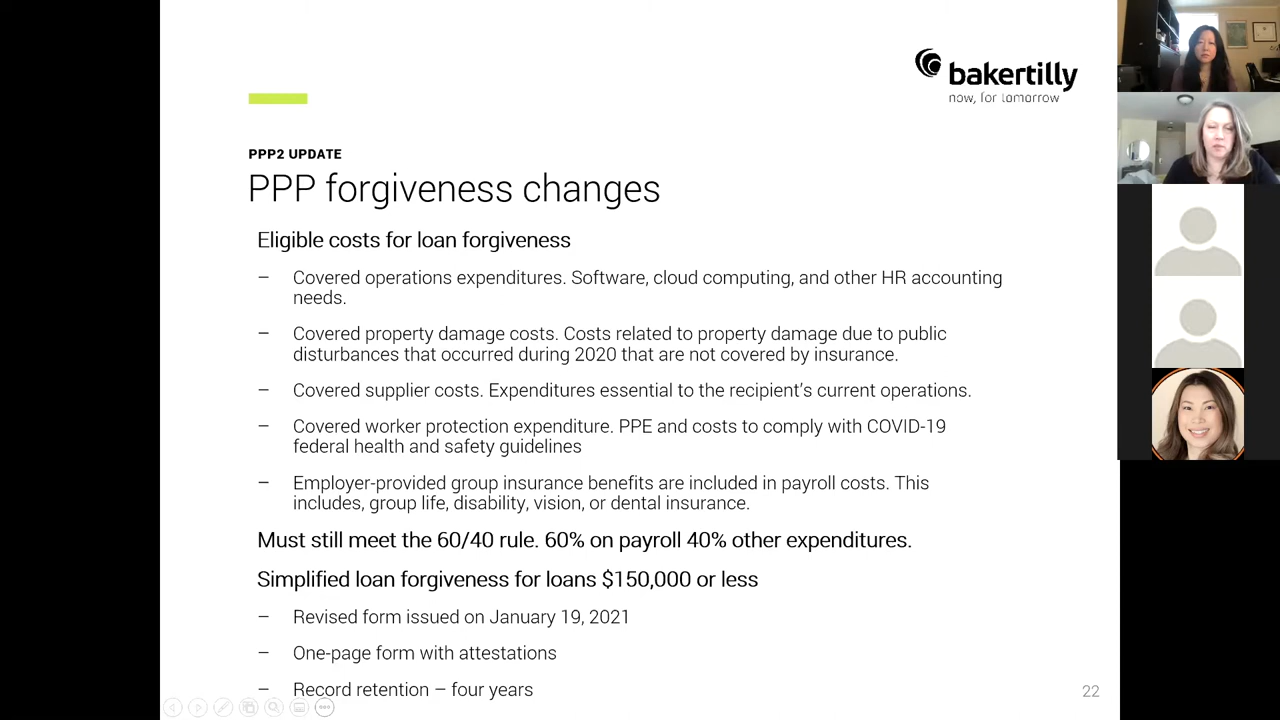 bakertilly
now, for tomorrow
PPP2 UPDATE
PPP forgiveness changes
Eligible costs for loan forgiveness
– Covered operations expenditures. Software, cloud computing, and other HR accounting
needs.
– Covered property damage costs. Costs related to property damage due to public
disturbances that occurred during 2020 that are not covered by insurance.
– Covered supplier costs. Expenditures essential to the recipient’s current operations.
– Covered worker protection expenditure. PPE and costs to comply with COVID-19
federal health and safety guidelines
– Employer-provided group insurance benefits are included in payroll costs. This
includes, group life, disability, vision, or dental insurance.
Must still meet the 60/40 rule. 60% on payroll 40% other expenditures.
Simplified loan forgiveness for loans $150,000 or less
– Revised form issued on January 19, 2021
– One-page form with attestations
– Record retention – four years
22